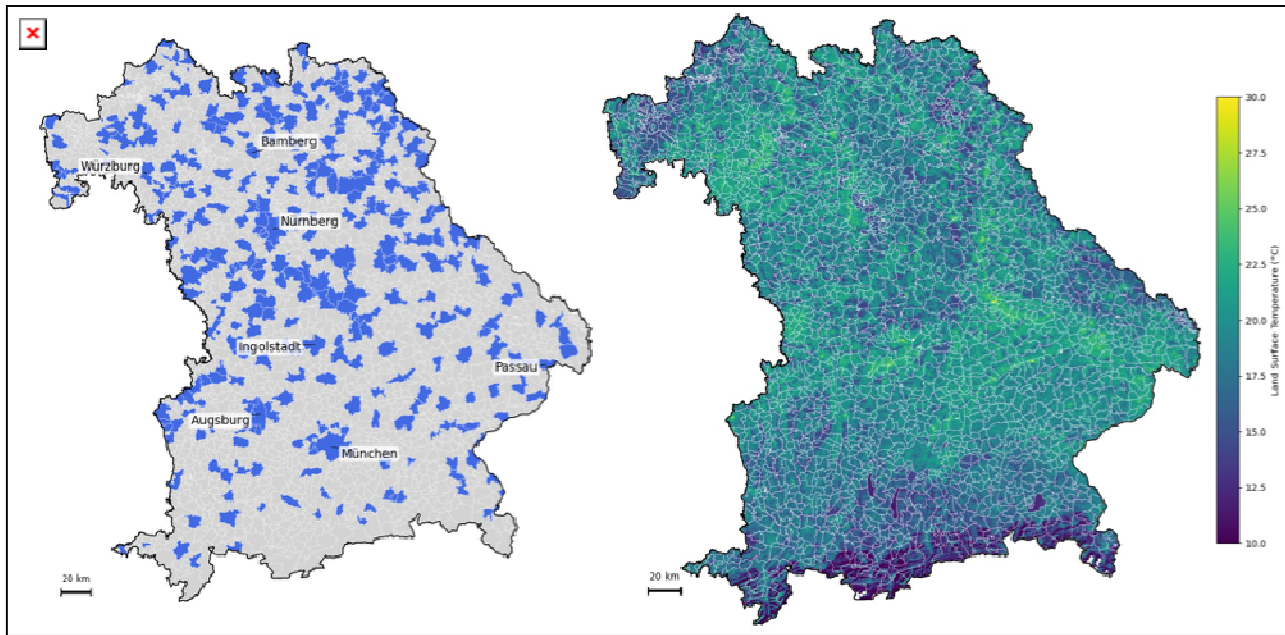 Bamberg
Würzburg
Nürnberg
Ingolstadt
Passau
Augsburg
München
20 km
20 km
30.0
27.5
25.0
22.5
20.0
17.5
15.0
12.5
10.0
Land Surface Temperature (°C)